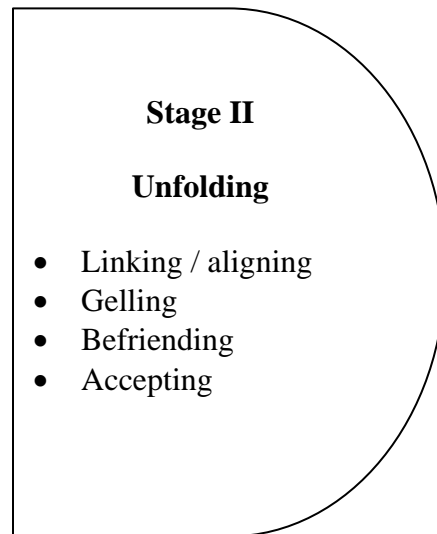 Stage II
Unfolding
• Linking / aligning
• Gelling
• Befriending
• Accepting